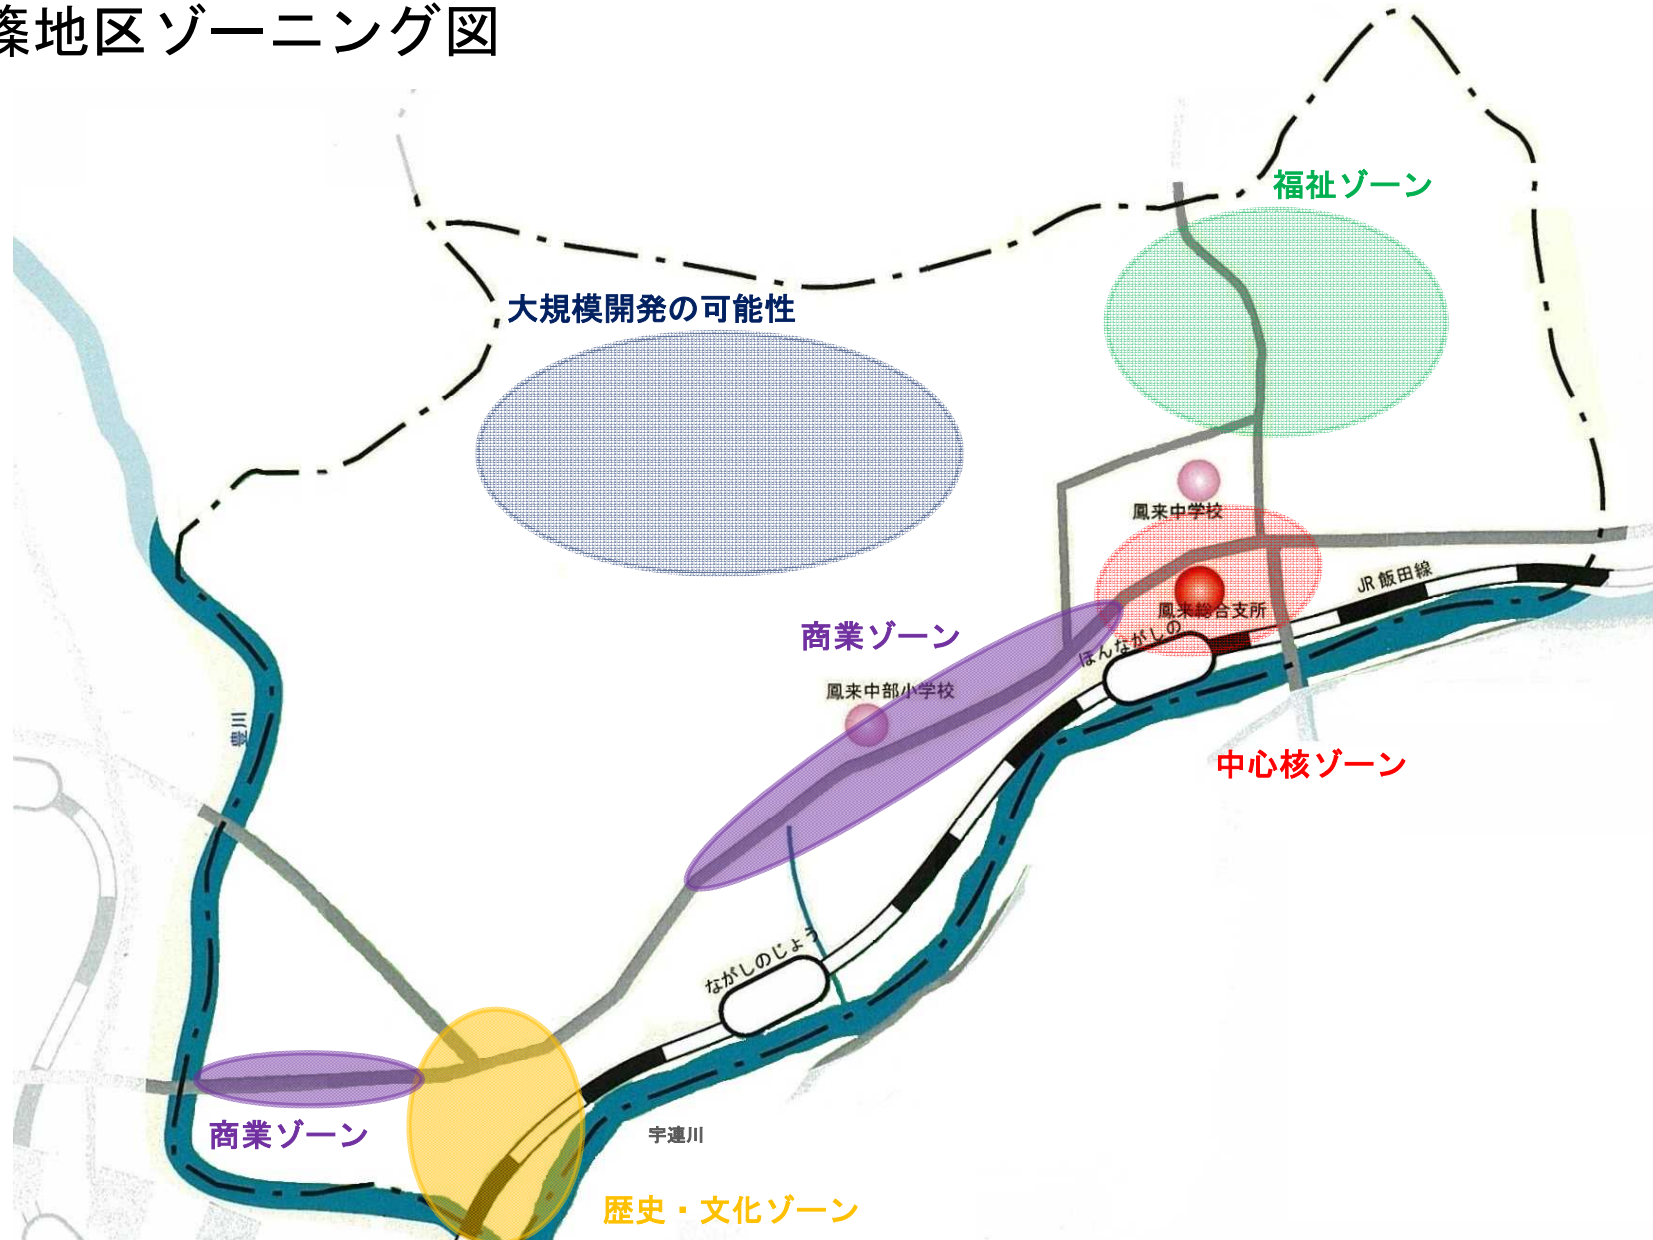 篠地区ゾーニング図
福祉ゾーン
大規模開発の可能性
鳳来中学校
JR 飯田線
鳳来総合支所
ほんながしの
商業ゾーン
鳳来中部小学校
豊川
中心核ゾーン
ながしのじょう
商業ゾーン
宇連川
歴史・文化ゾーン